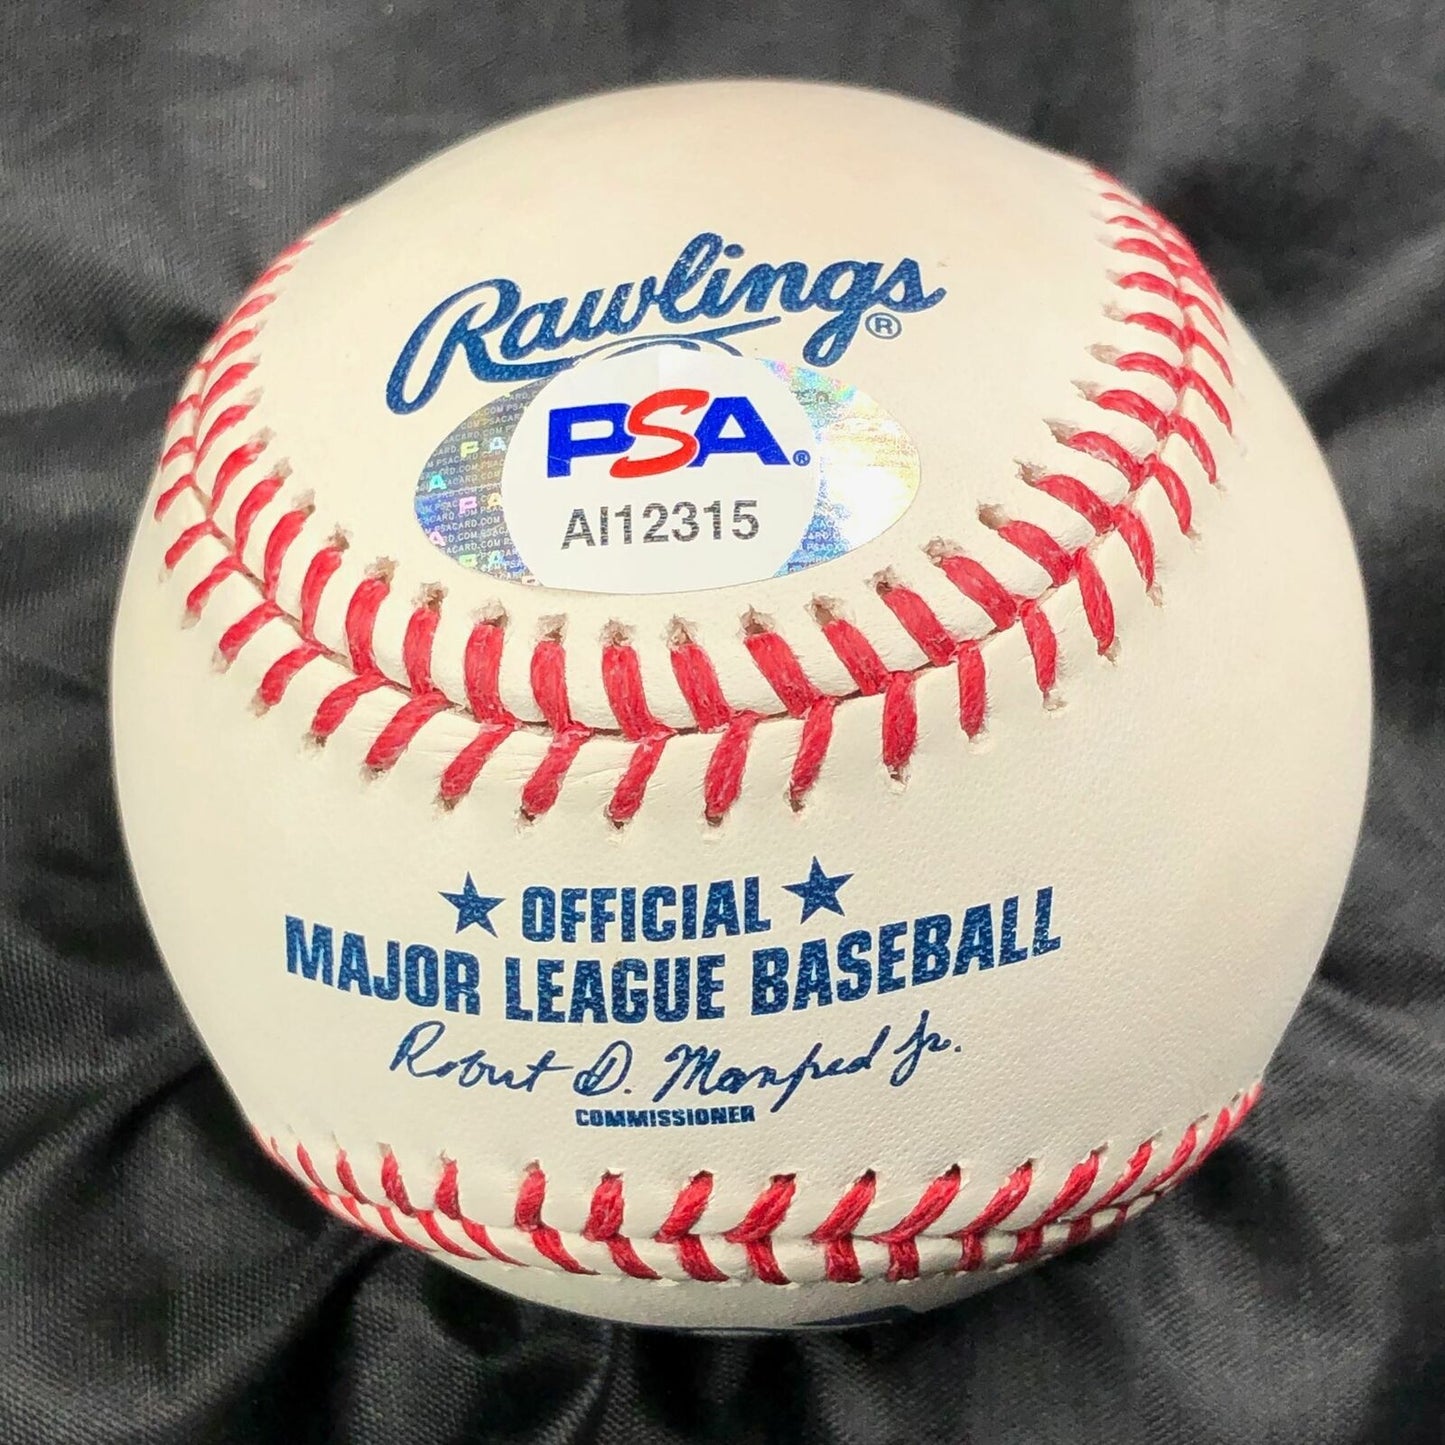 Rawlings®
PSA®
AI12315
OFFICIAL
MAJOR LEAGUE BASEBALL
Robert D. Manfred Jr.
COMMISSIONER